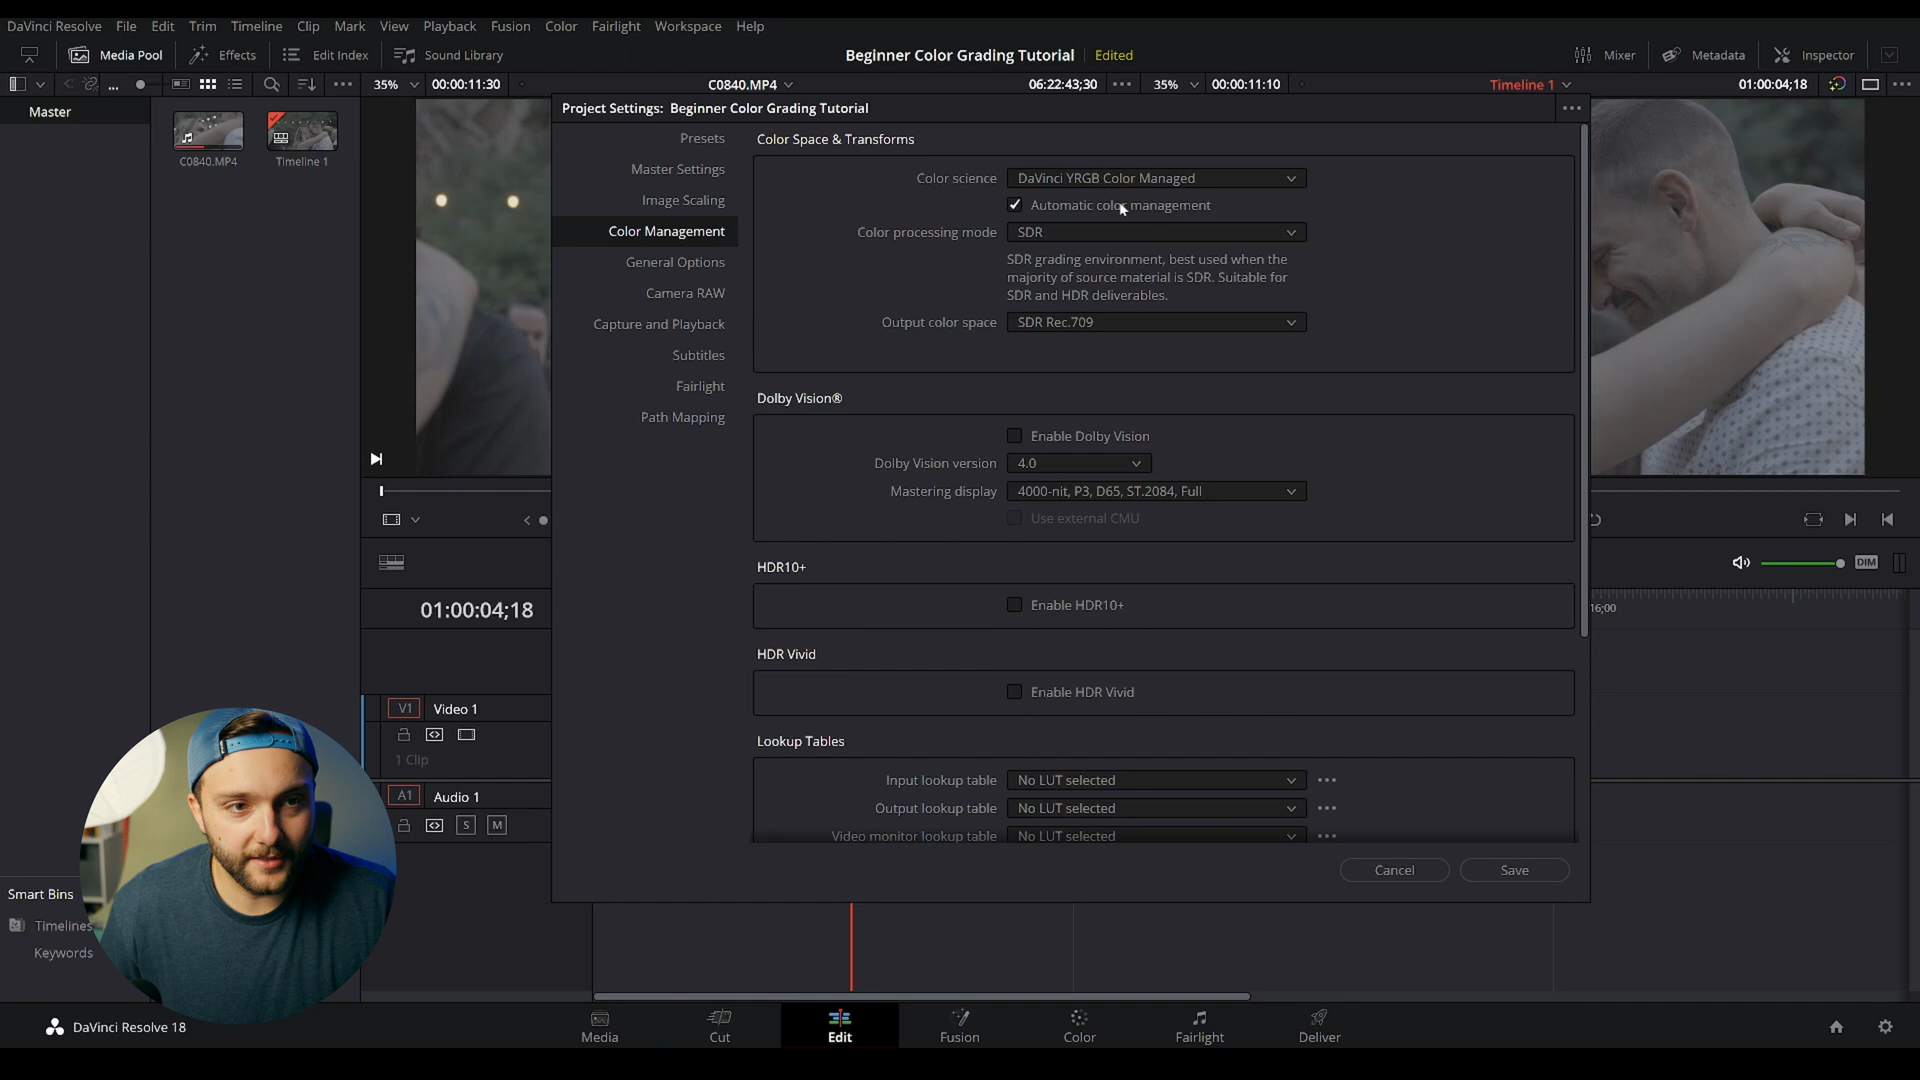 DaVinci Resolve File Edit Trim Timeline Clip Mark View Playback Fusion Color Fairlight Workspace Help
Media Pool Effects Edit Index Sound Library Beginner Color Grading Tutorial Edited Mixer Metadata Inspector
35% 00:00:11:30 C0840.MP4 06:22:43;30 35% 00:00:11:10 Timeline 1 01:00:04;18
Master
C0840.MP4 Timeline 1
Project Settings: Beginner Color Grading Tutorial
Presets
Master Settings
Image Scaling
Color Management
General Options
Camera RAW
Capture and Playback
Subtitles
Fairlight
Path Mapping
Color Space & Transforms
Color science DaVinci YRGB Color Managed
Automatic color management
Color processing mode SDR
SDR grading environment, best used when the
majority of source material is SDR. Suitable for
SDR and HDR deliverables.
Output color space SDR Rec.709
Dolby Vision®
Enable Dolby Vision
Dolby Vision version 4.0
Mastering display 4000-nit, P3, D65, ST.2084, Full
Use external CMU
HDR10+
Enable HDR10+
HDR Vivid
Enable HDR Vivid
Lookup Tables
Input lookup table No LUT selected
Output lookup table No LUT selected
Video monitor lookup table No LUT selected
Cancel Save
DIM
01:00:04;18
16;00
V1 Video 1
1 Clip
A1 Audio 1
S M
Smart Bins
Timelines
Keywords
DaVinci Resolve 18
Media Cut Edit Fusion Color Fairlight Deliver